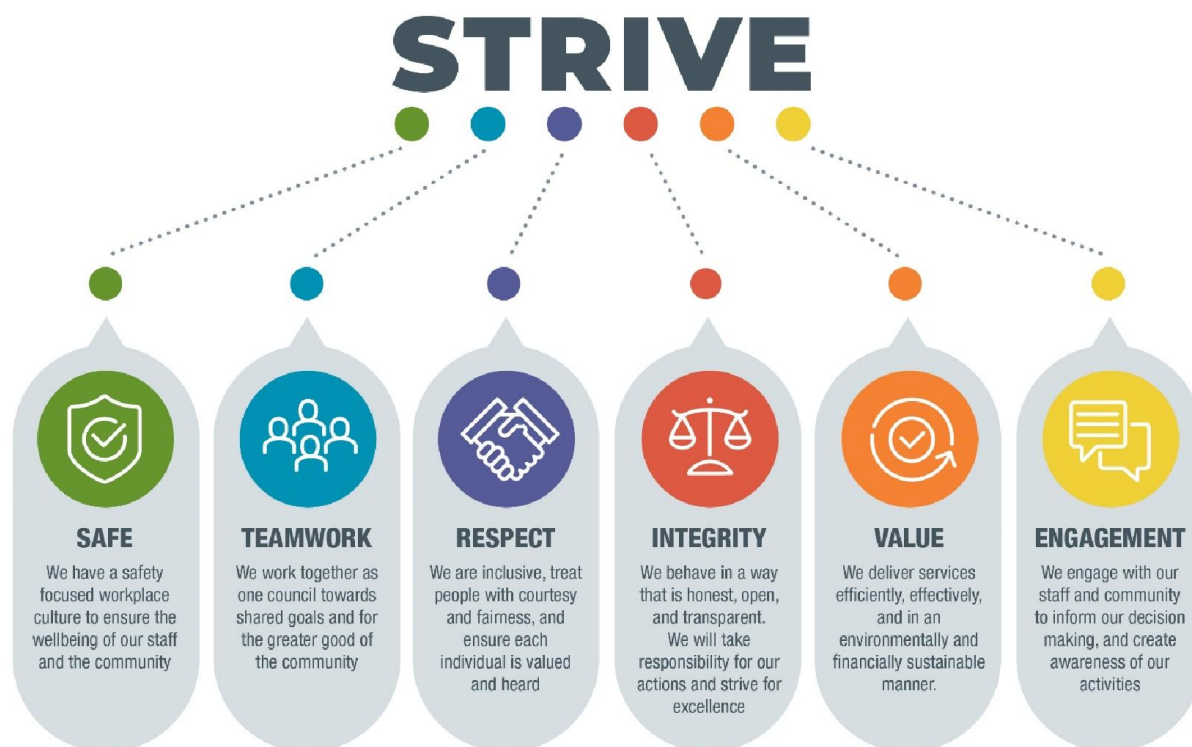 STRIVE
SAFE
We have a safety
focused workplace
culture to ensure the
wellbeing of our staff
and the community
TEAMWORK
We work together as
one council towards
shared goals and for
the greater good of
the community
RESPECT
We are inclusive, treat
people with courtesy
and fairness, and
ensure each
individual is valued
and heard
INTEGRITY
We behave in a way
that is honest, open,
and transparent.
We will take
responsibility for our
actions and strive for
excellence
VALUE
We deliver services
efficiently, effectively,
and in an
environmentally and
financially sustainable
manner.
ENGAGEMENT
We engage with our
staff and community
to inform our decision
making, and create
awareness of our
activities